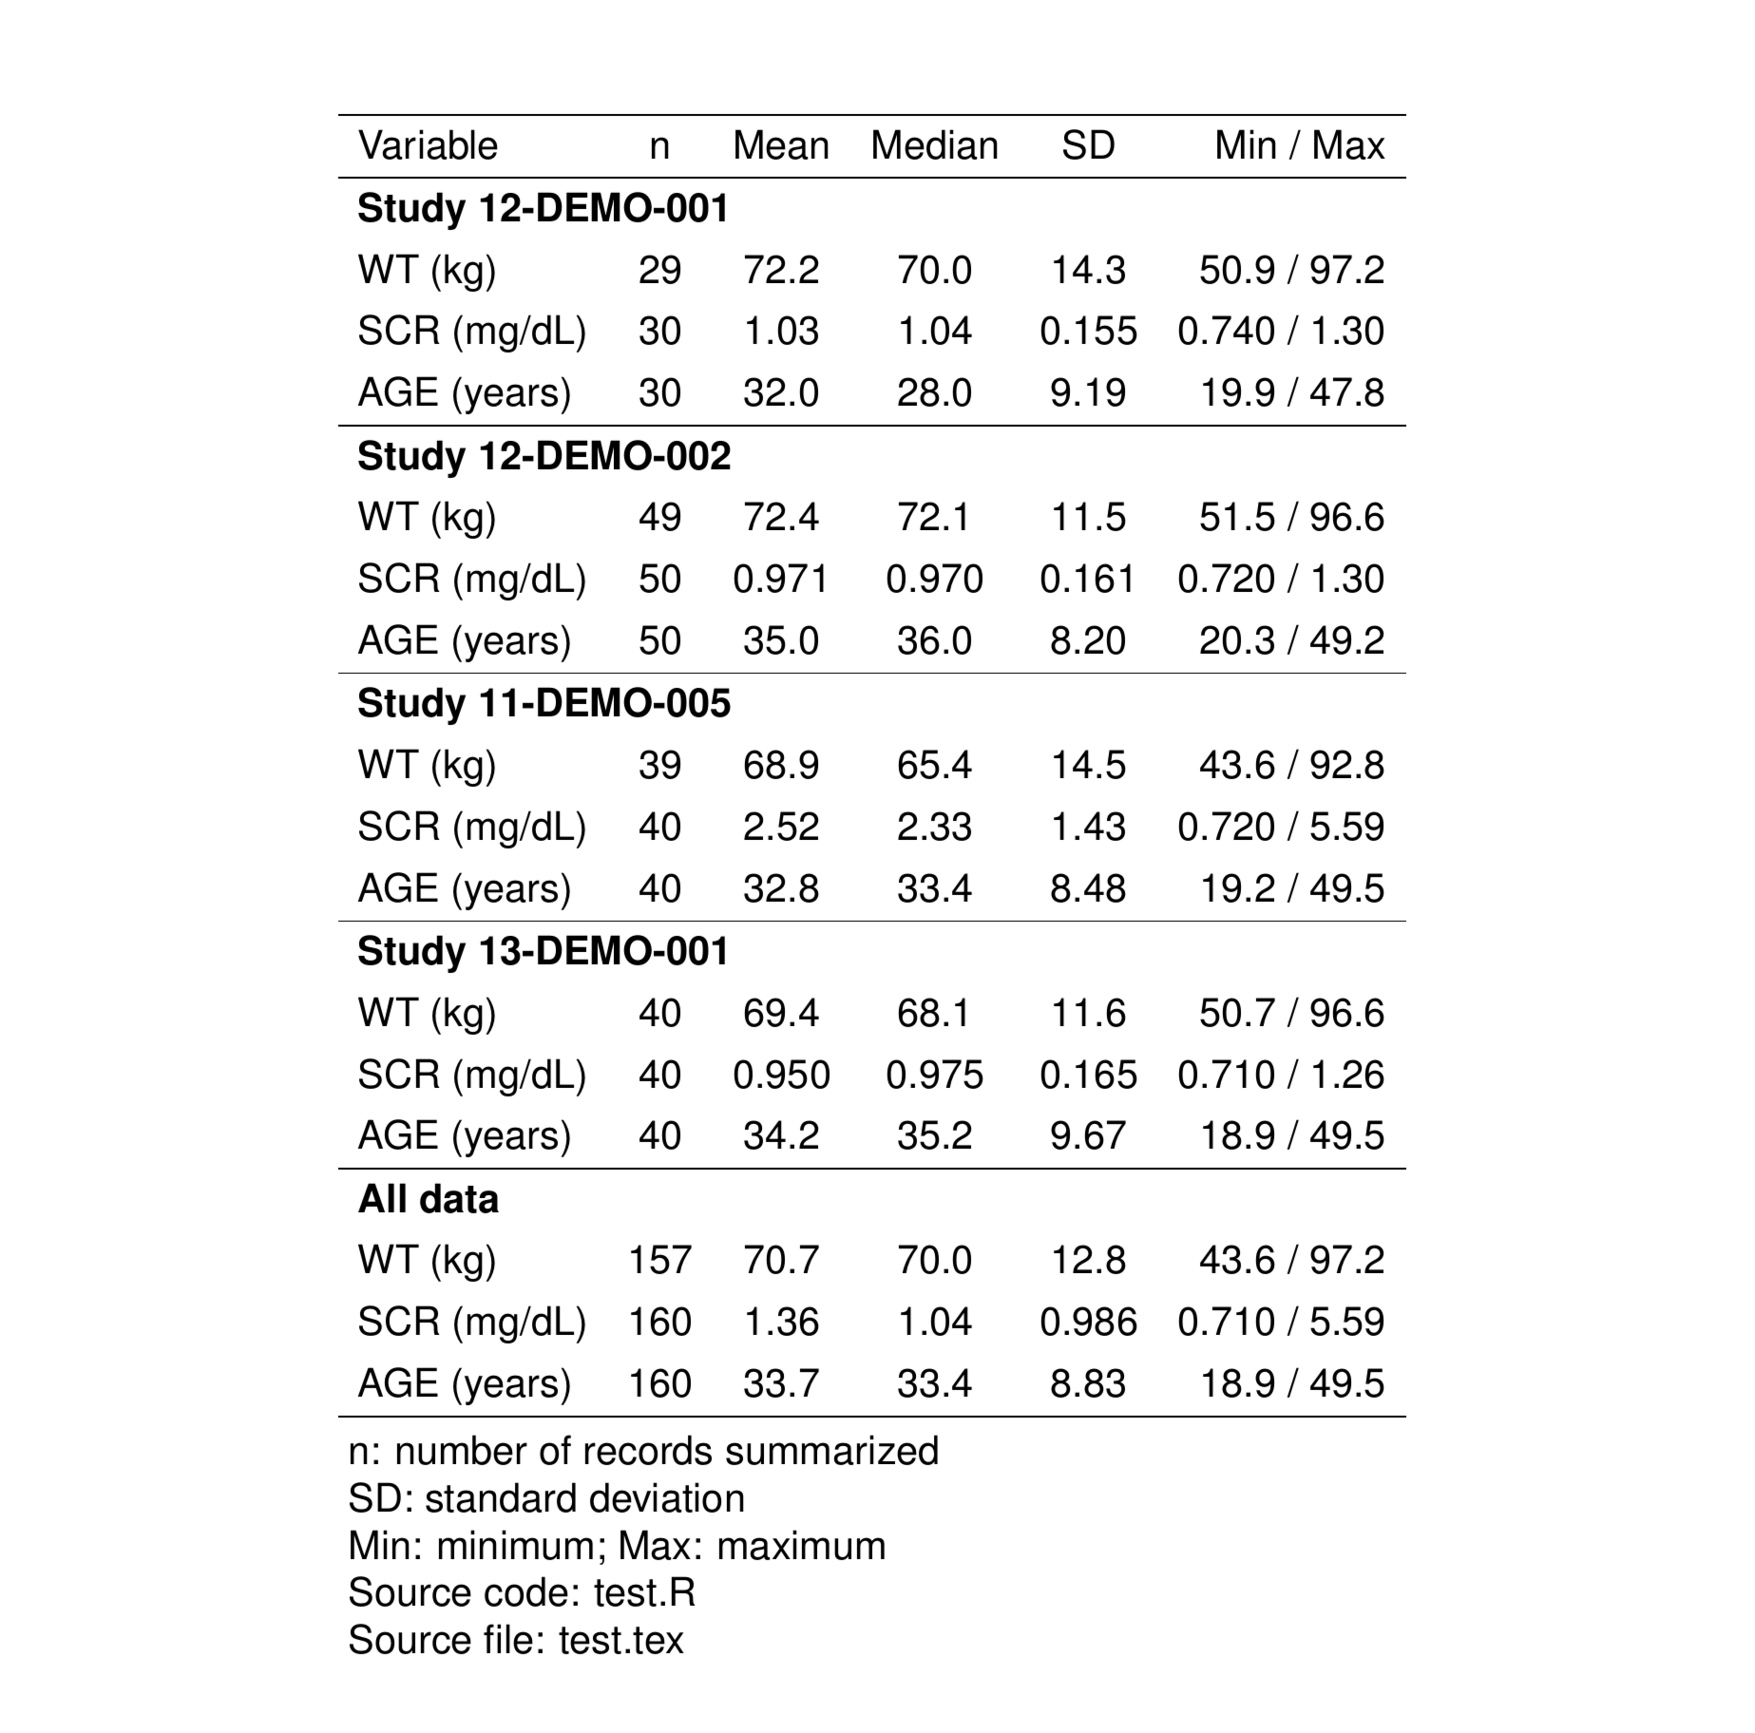 Variable n Mean Median SD Min / Max
Study 12-DEMO-001
WT (kg) 29 72.2 70.0 14.3 50.9 / 97.2
SCR (mg/dL) 30 1.03 1.04 0.155 0.740 / 1.30
AGE (years) 30 32.0 28.0 9.19 19.9 / 47.8
Study 12-DEMO-002
WT (kg) 49 72.4 72.1 11.5 51.5 / 96.6
SCR (mg/dL) 50 0.971 0.970 0.161 0.720 / 1.30
AGE (years) 50 35.0 36.0 8.20 20.3 / 49.2
Study 11-DEMO-005
WT (kg) 39 68.9 65.4 14.5 43.6 / 92.8
SCR (mg/dL) 40 2.52 2.33 1.43 0.720 / 5.59
AGE (years) 40 32.8 33.4 8.48 19.2 / 49.5
Study 13-DEMO-001
WT (kg) 40 69.4 68.1 11.6 50.7 / 96.6
SCR (mg/dL) 40 0.950 0.975 0.165 0.710 / 1.26
AGE (years) 40 34.2 35.2 9.67 18.9 / 49.5
All data
WT (kg) 157 70.7 70.0 12.8 43.6 / 97.2
SCR (mg/dL) 160 1.36 1.04 0.986 0.710 / 5.59
AGE (years) 160 33.7 33.4 8.83 18.9 / 49.5
n: number of records summarized
SD: standard deviation
Min: minimum; Max: maximum
Source code: test.R
Source file: test.tex